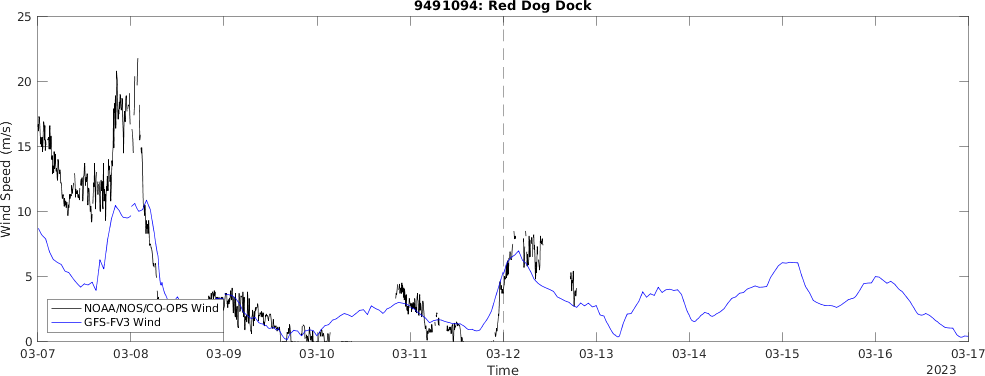 9491094: Red Dog Dock
25
20
15
10
5
0
Wind Speed (m/s)
NOAA/NOS/CO-OPS Wind
GFS-FV3 Wind
03-07 03-08 03-09 03-10 03-11 03-12 03-13 03-14 03-15 03-16 03-17
Time
2023